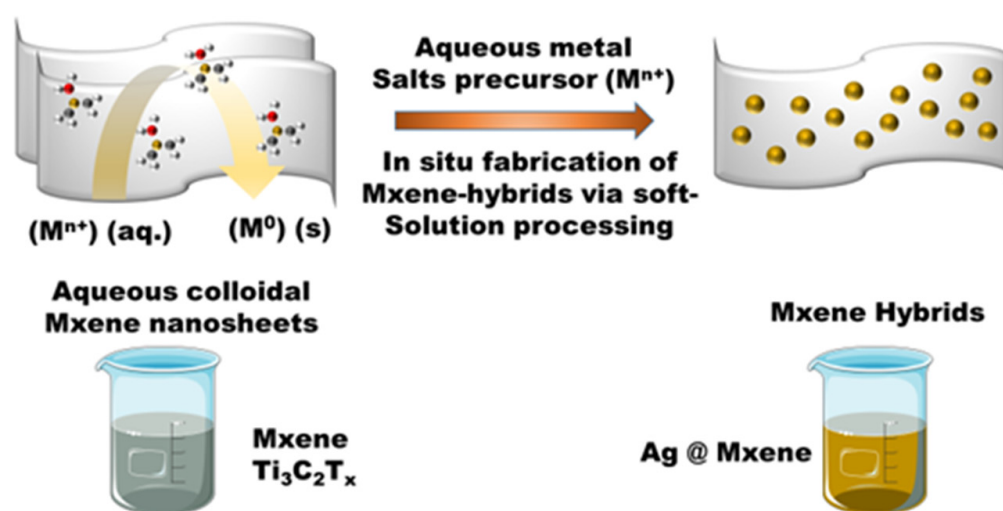 Aqueous metal
Salts precursor (Mⁿ⁺)
In situ fabrication of
Mxene-hybrids via soft-
Solution processing
(Mⁿ⁺) (aq.)
(M⁰) (s)
Aqueous colloidal
Mxene nanosheets
Mxene Hybrids
Mxene
Ti₃C₂Tₓ
Ag @ Mxene